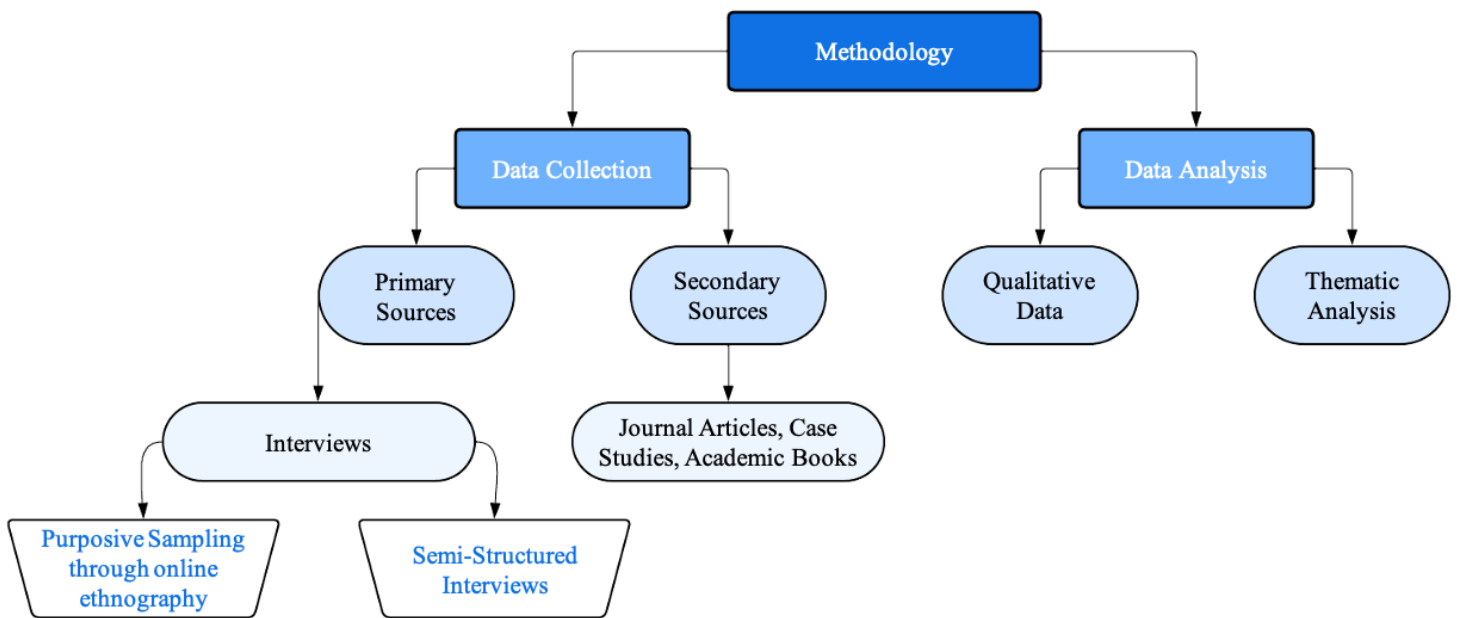 Methodology
Data Collection
Data Analysis
Primary
Sources
Secondary
Sources
Qualitative
Data
Thematic
Analysis
Interviews
Journal Articles, Case
Studies, Academic Books
Purposive Sampling
through online
ethnography
Semi-Structured
Interviews